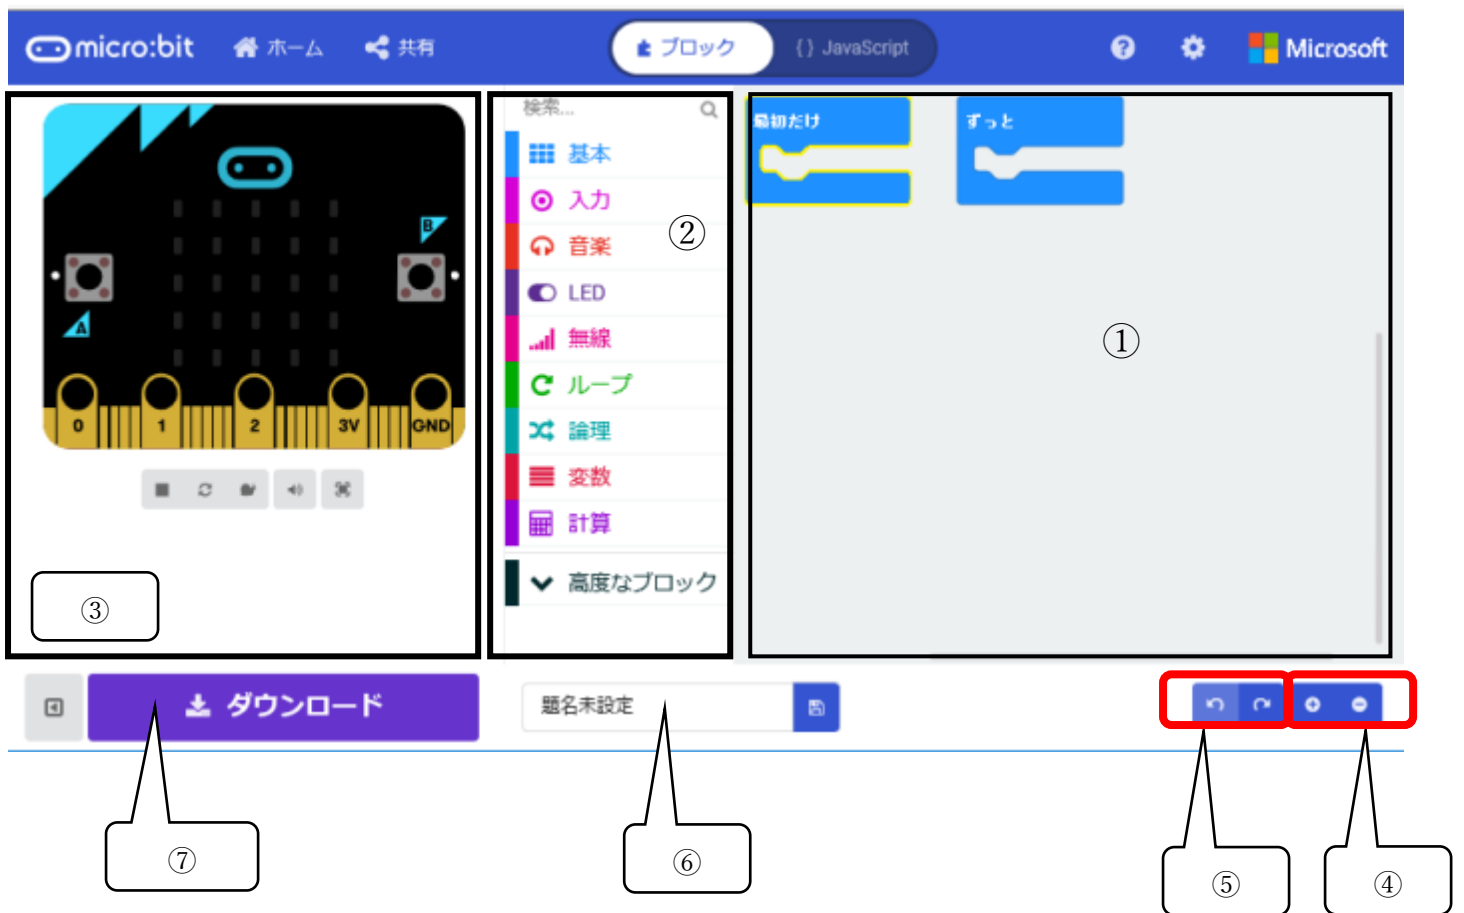 micro:bit ホーム 共有 ブロック {} JavaScript ? Microsoft
検索...
基本
入力
音楽
LED
無線
ループ
論理
変数
計算
高度なブロック
②
最初だけ
ずっと
①
B
A
0 1 2 3V GND
③
ダウンロード
題名未設定
⑦
⑥
⑤
④